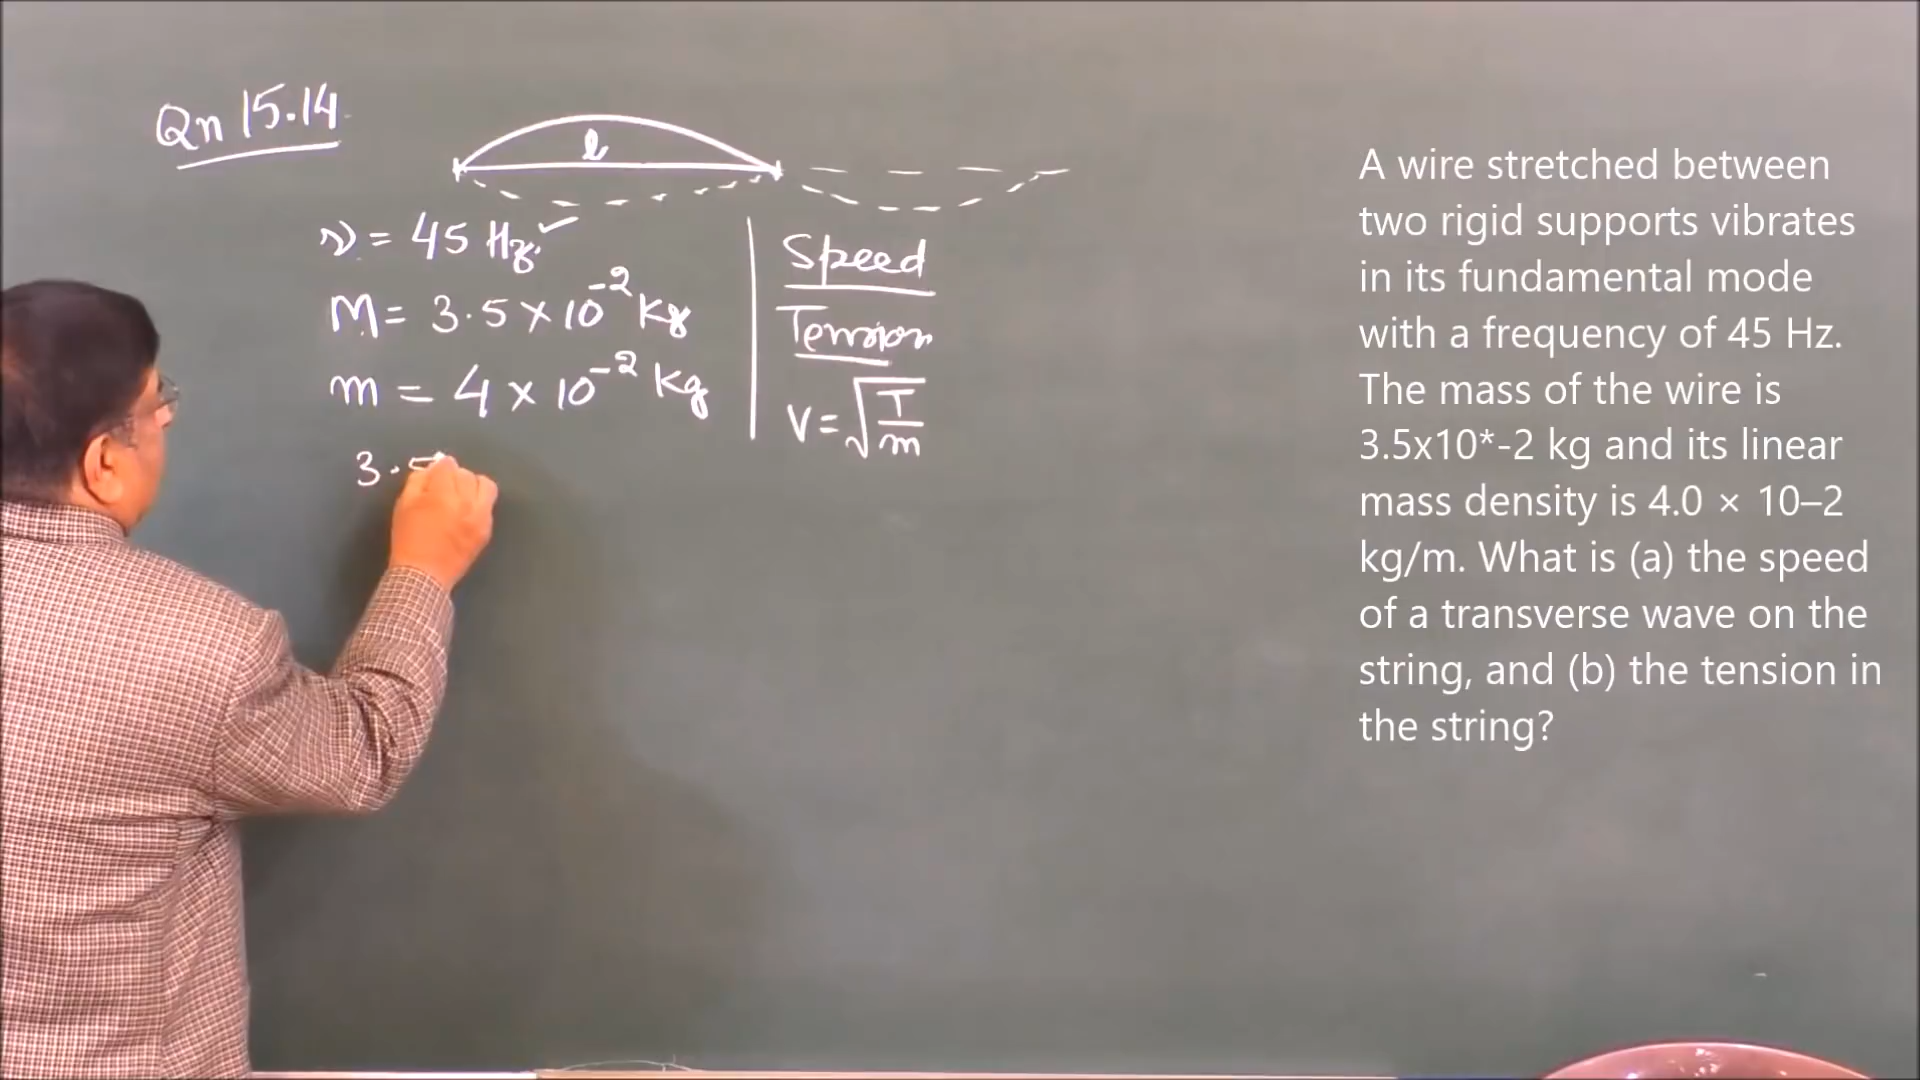 Qn 15.14
l
ν = 45 Hz.
M = 3.5 × 10⁻² Kg
m = 4 × 10⁻² Kg
3.5
Speed
Tension
V = √T/m
A wire stretched between
two rigid supports vibrates
in its fundamental mode
with a frequency of 45 Hz.
The mass of the wire is
3.5x10*-2 kg and its linear
mass density is 4.0 × 10–2
kg/m. What is (a) the speed
of a transverse wave on the
string, and (b) the tension in
the string?